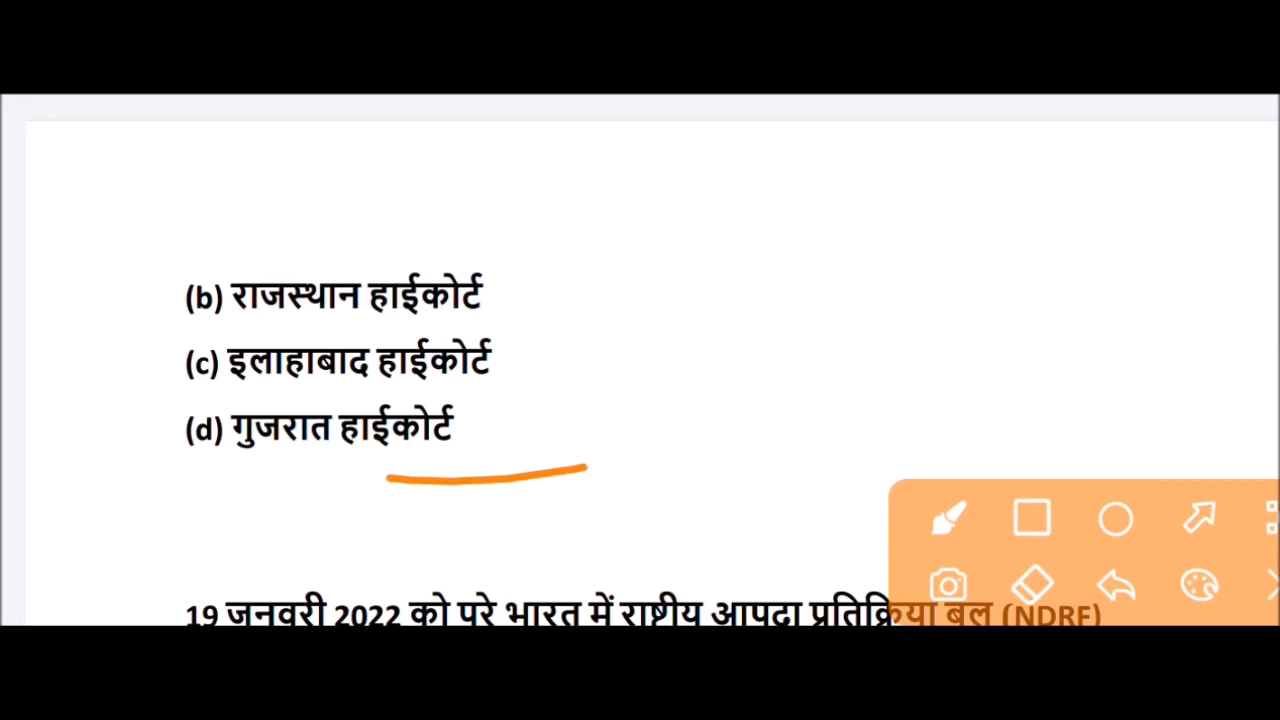 (b) राजस्थान हाईकोर्ट
(c) इलाहाबाद हाईकोर्ट
(d) गुजरात हाईकोर्ट
19 जनवरी 2022 को पूरे भारत में राष्ट्रीय आपदा प्रतिक्रिया बल (NDRF)